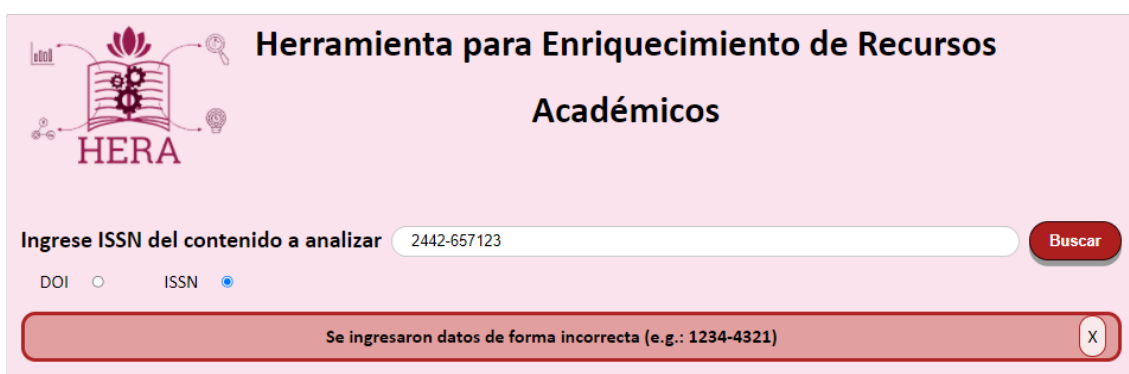 Herramienta para Enriquecimiento de Recursos
Académicos
HERA
Ingrese ISSN del contenido a analizar 2442-657123 Buscar
DOI ISSN
Se ingresaron datos de forma incorrecta (e.g.: 1234-4321) X